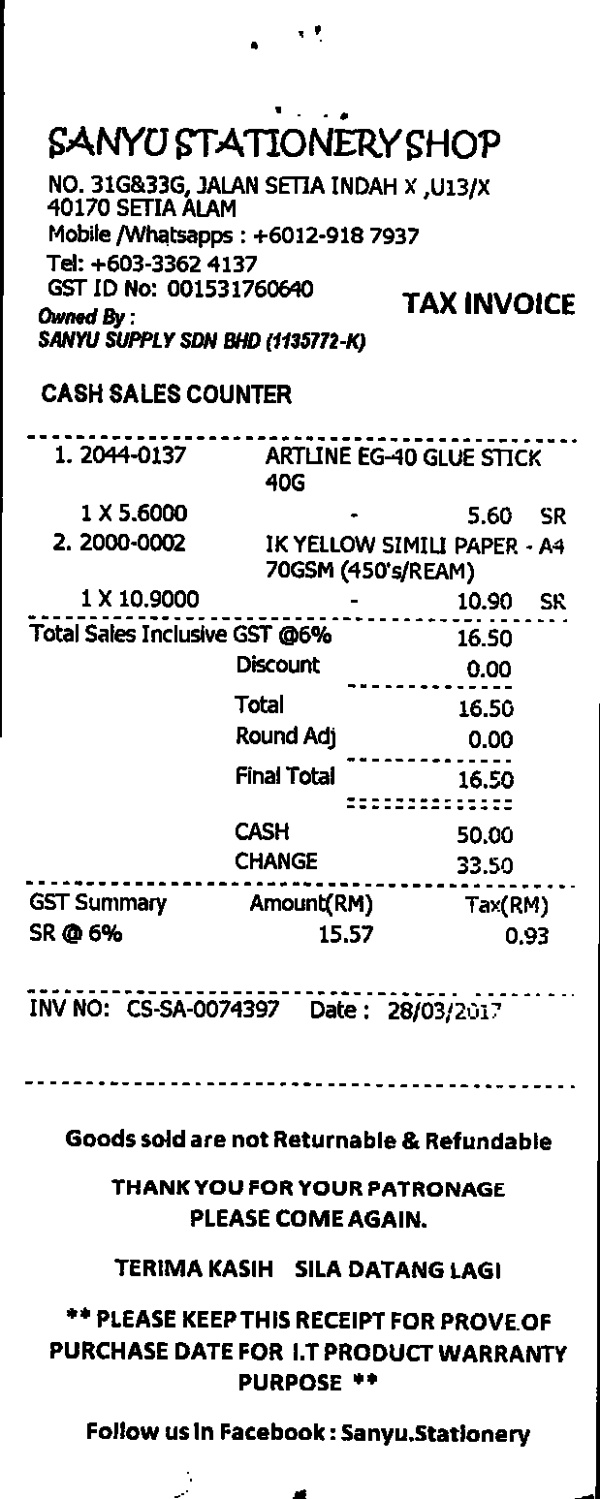 SANYU STATIONERY SHOP
NO. 31G&33G, JALAN SETIA INDAH X ,U13/X
40170 SETIA ALAM
Mobile /Whatsapps : +6012-918 7937
Tel: +603-3362 4137
GST ID No: 001531760640
TAX INVOICE
Owned By :
SANYU SUPPLY SDN BHD (1135772-K)
CASH SALES COUNTER
1. 2044-0137 ARTLINE EG-40 GLUE STICK
40G
1 X 5.6000 - 5.60 SR
2. 2000-0002 IK YELLOW SIMILI PAPER - A4
70GSM (450's/REAM)
1 X 10.9000 - 10.90 SR
Total Sales Inclusive GST @6% 16.50
Discount 0.00
Total 16.50
Round Adj 0.00
Final Total 16.50
CASH 50.00
CHANGE 33.50
GST Summary Amount(RM) Tax(RM)
SR @ 6% 15.57 0.93
INV NO: CS-SA-0074397 Date : 28/03/2017
Goods sold are not Returnable & Refundable
THANK YOU FOR YOUR PATRONAGE
PLEASE COME AGAIN.
TERIMA KASIH SILA DATANG LAGI
** PLEASE KEEP THIS RECEIPT FOR PROVE OF
PURCHASE DATE FOR I.T PRODUCT WARRANTY
PURPOSE **
Follow us in Facebook : Sanyu.Stationery